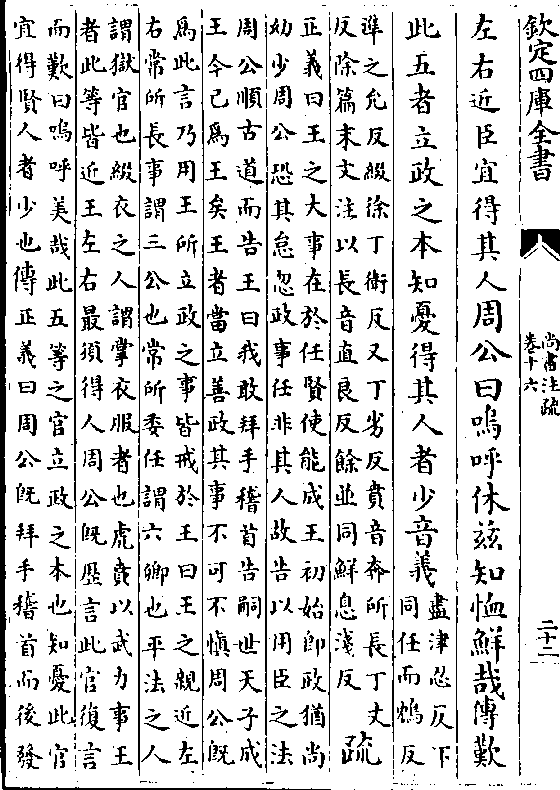 欽定四庫全書
尚書注疏
卷十六
二十二
左右近臣宜得其人周公曰嗚呼休茲知恤鮮哉傳歎
此五者立政之本知憂得其人者少音義
盡津忍反下
同任而鴆反
準之允反綴徐丁衛反又丁劣反賁音奔所長丁丈
反除篇末文注以長音直良反餘並同鮮息淺反
疏
正義曰王之大事在於任賢使能成王初始即政猶尚
幼少周公恐其怠忽政事任非其人故告以用臣之法
周公順古道而告王曰我敢拜手稽首告嗣世天子成
王今已為王矣王者當立善政其事不可不慎周公既
為此言乃用王所立政之事皆戒於王曰王之親近左
右常所長事謂三公也常所委任謂六卿也平法之人
謂獄官也綴衣之人謂掌衣服者也虎賁以武力事王
者此等皆近王左右最須得人周公既歷言此官復言
而歎曰嗚呼美哉此五等之官立政之本也知憂此官
宜得賢人者少也傳正義曰周公既拜手稽首而後發